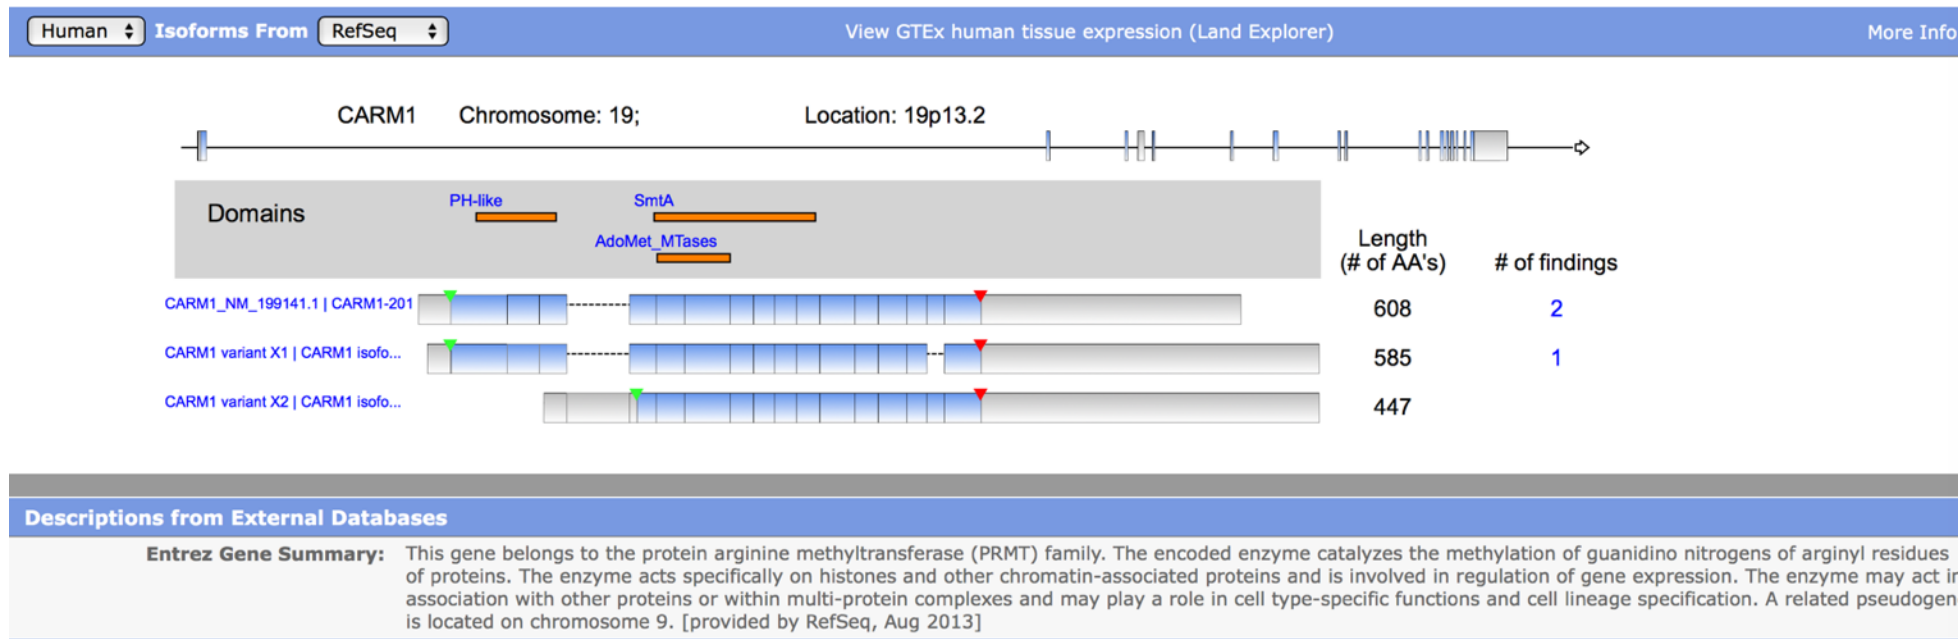 Human Isoforms From RefSeq View GTEx human tissue expression (Land Explorer) More Info
CARM1 Chromosome: 19; Location: 19p13.2
Domains
PH-like
SmtA
AdoMet_MTases
Length
(# of AA's)
# of findings
CARM1_NM_199141.1 | CARM1-201 608 2
CARM1 variant X1 | CARM1 isofo... 585 1
CARM1 variant X2 | CARM1 isofo... 447
Descriptions from External Databases
Entrez Gene Summary: This gene belongs to the protein arginine methyltransferase (PRMT) family. The encoded enzyme catalyzes the methylation of guanidino nitrogens of arginyl residues
of proteins. The enzyme acts specifically on histones and other chromatin-associated proteins and is involved in regulation of gene expression. The enzyme may act in
association with other proteins or within multi-protein complexes and may play a role in cell type-specific functions and cell lineage specification. A related pseudogen
is located on chromosome 9. [provided by RefSeq, Aug 2013]